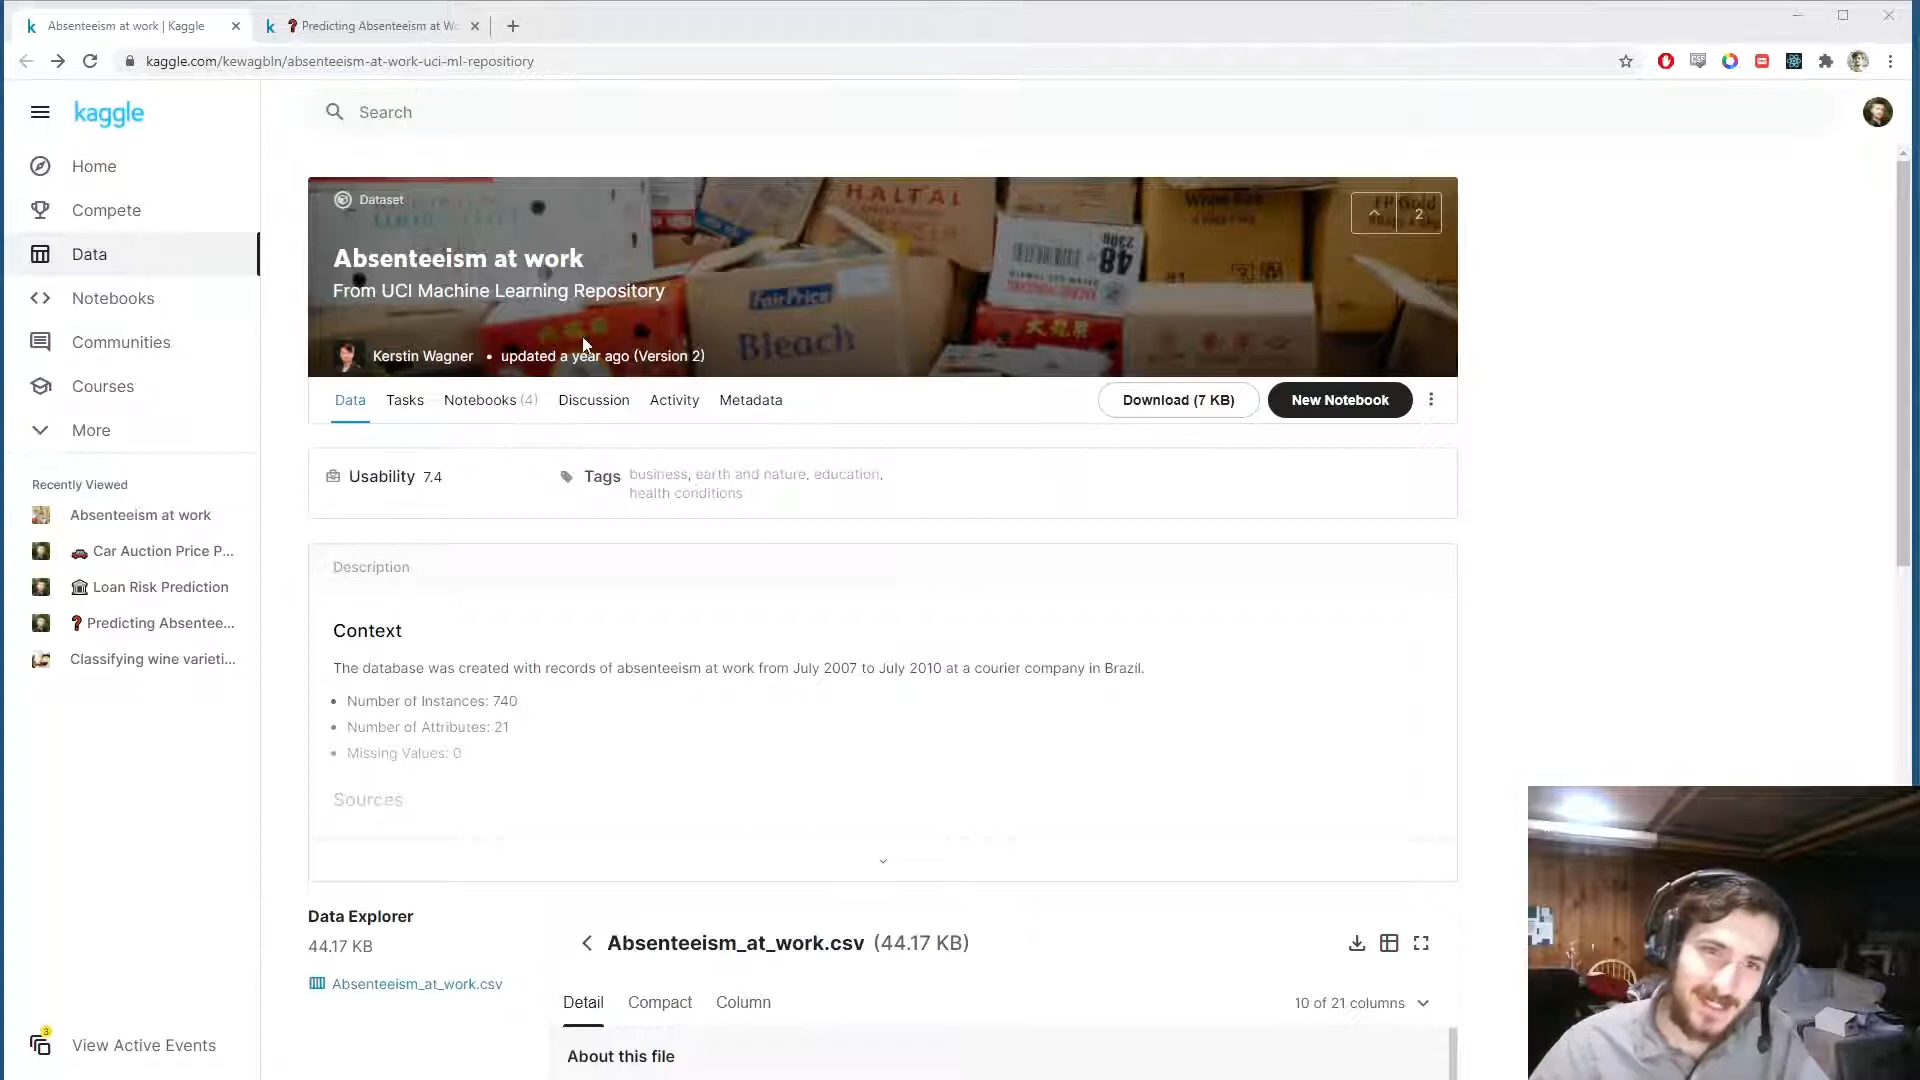 Absenteeism at work | Kaggle
Predicting Absenteeism at Wo
kaggle.com/kewagbln/absenteeism-at-work-uci-ml-repositiory
kaggle
Search
Home
Compete
Data
Notebooks
Communities
Courses
More
Recently Viewed
Absenteeism at work
Car Auction Price P...
Loan Risk Prediction
Predicting Absentee...
Classifying wine varieti...
3
View Active Events
Dataset
HALTAI
2
Absenteeism at work
From UCI Machine Learning Repository
FairPrice
Bleach
48
Kerstin Wagner • updated a year ago (Version 2)
Data
Tasks
Notebooks (4)
Discussion
Activity
Metadata
Download (7 KB)
New Notebook
Usability 7.4
Tags business, earth and nature, education,
health conditions
Description
Context
The database was created with records of absenteeism at work from July 2007 to July 2010 at a courier company in Brazil.
• Number of Instances: 740
• Number of Attributes: 21
• Missing Values: 0
Sources
Data Explorer
44.17 KB
Absenteeism_at_work.csv
Absenteeism_at_work.csv (44.17 KB)
Detail
Compact
Column
10 of 21 columns
About this file